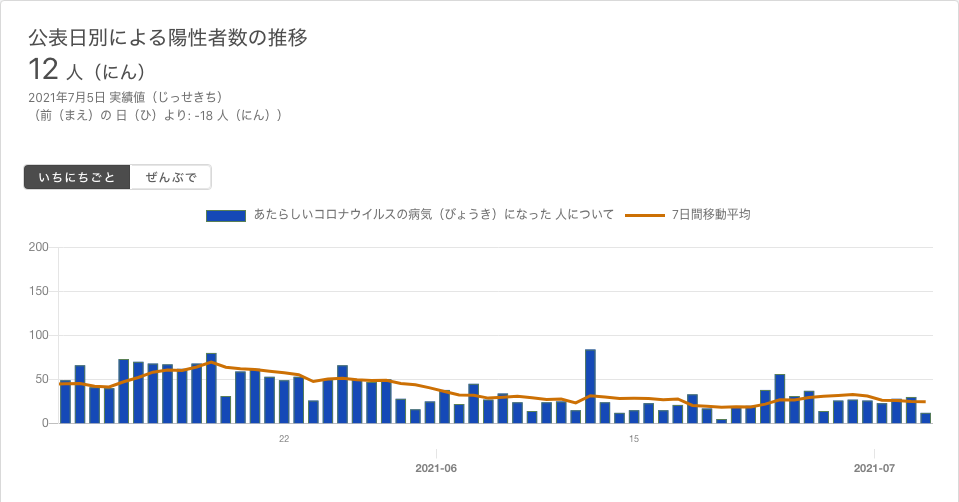 公表日別による陽性者数の推移
12 人（にん）
2021年7月5日 実績値（じっせきち）
（前（まえ）の 日（ひ）より: -18 人（にん））
いちにちごと ぜんぶで
あたらしいコロナウイルスの病気（びょうき）になった 人について 7日間移動平均
200
150
100
50
0
22 15
2021-06 2021-07